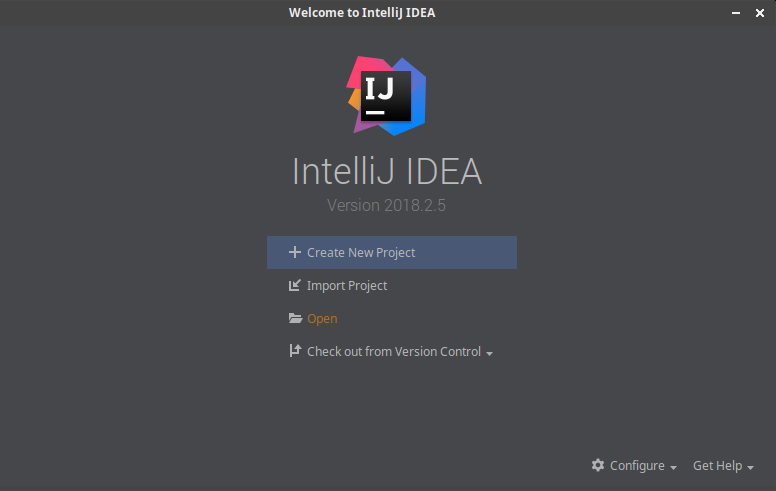 Welcome to IntelliJ IDEA
IJ
IntelliJ IDEA
Version 2018.2.5
Create New Project
Import Project
Open
Check out from Version Control
Configure
Get Help